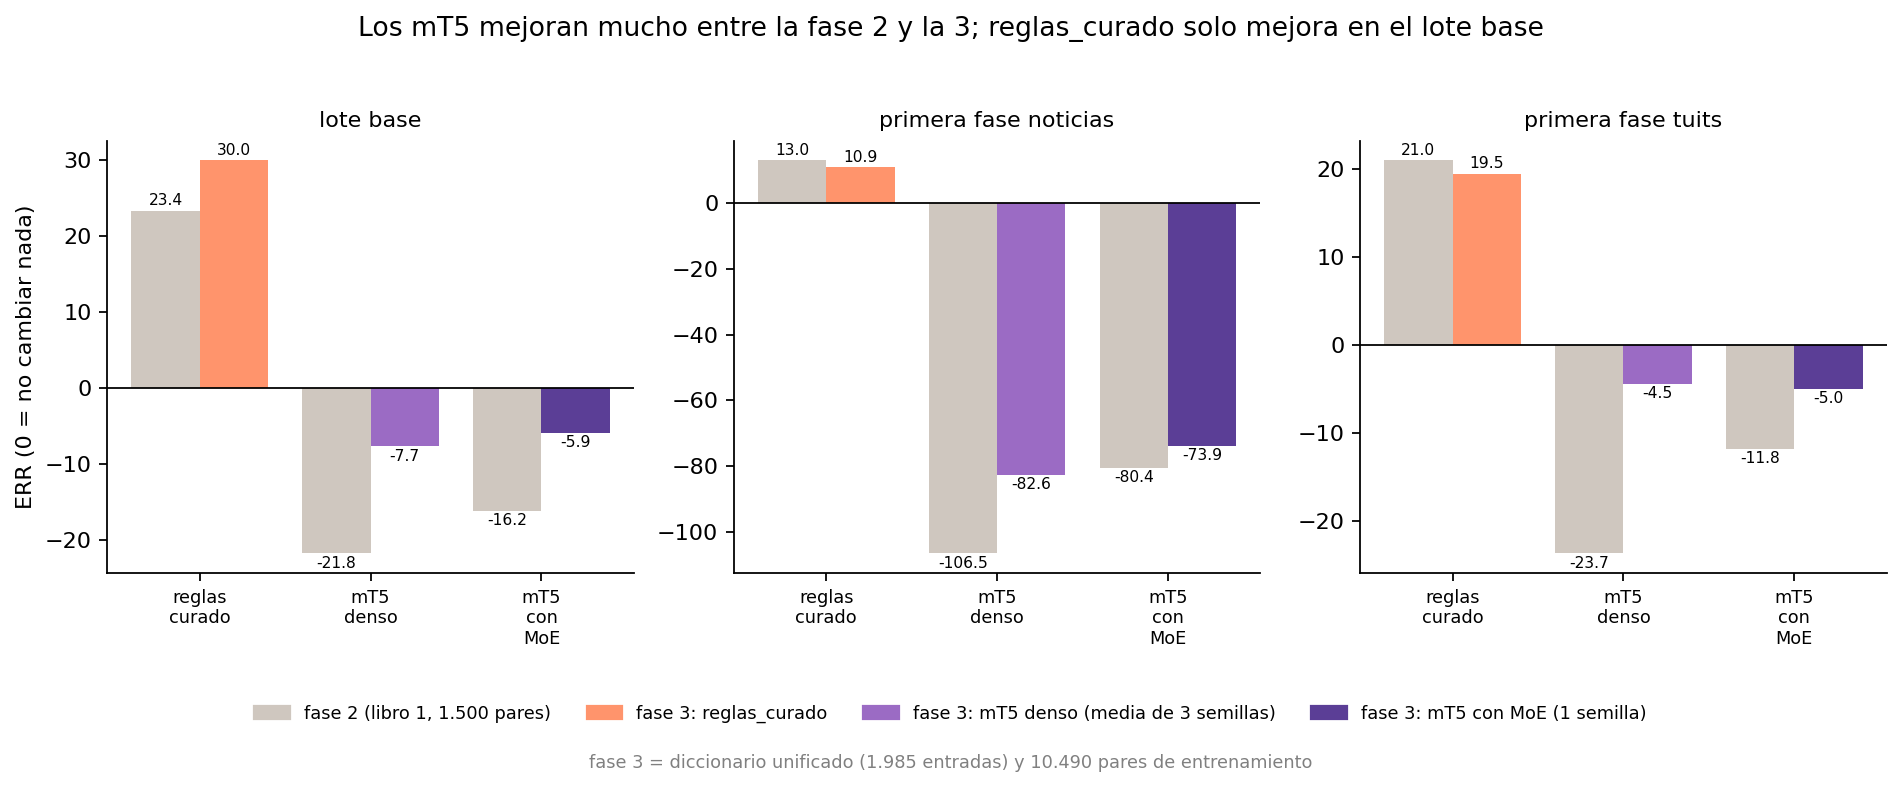 Los mT5 mejoran mucho entre la fase 2 y la 3; reglas_curado solo mejora en el lote base
lote base
ERR (0 = no cambiar nada)
30
20
10
0
−10
−20
23.4
30.0
-21.8
-7.7
-16.2
-5.9
reglas
curado
mT5
denso
mT5
con
MoE
primera fase noticias
0
−20
−40
−60
−80
−100
13.0
10.9
-106.5
-82.6
-80.4
-73.9
reglas
curado
mT5
denso
mT5
con
MoE
primera fase tuits
20
10
0
−10
−20
21.0
19.5
-23.7
-4.5
-11.8
-5.0
reglas
curado
mT5
denso
mT5
con
MoE
fase 2 (libro 1, 1.500 pares)
fase 3: reglas_curado
fase 3: mT5 denso (media de 3 semillas)
fase 3: mT5 con MoE (1 semilla)
fase 3 = diccionario unificado (1.985 entradas) y 10.490 pares de entrenamiento